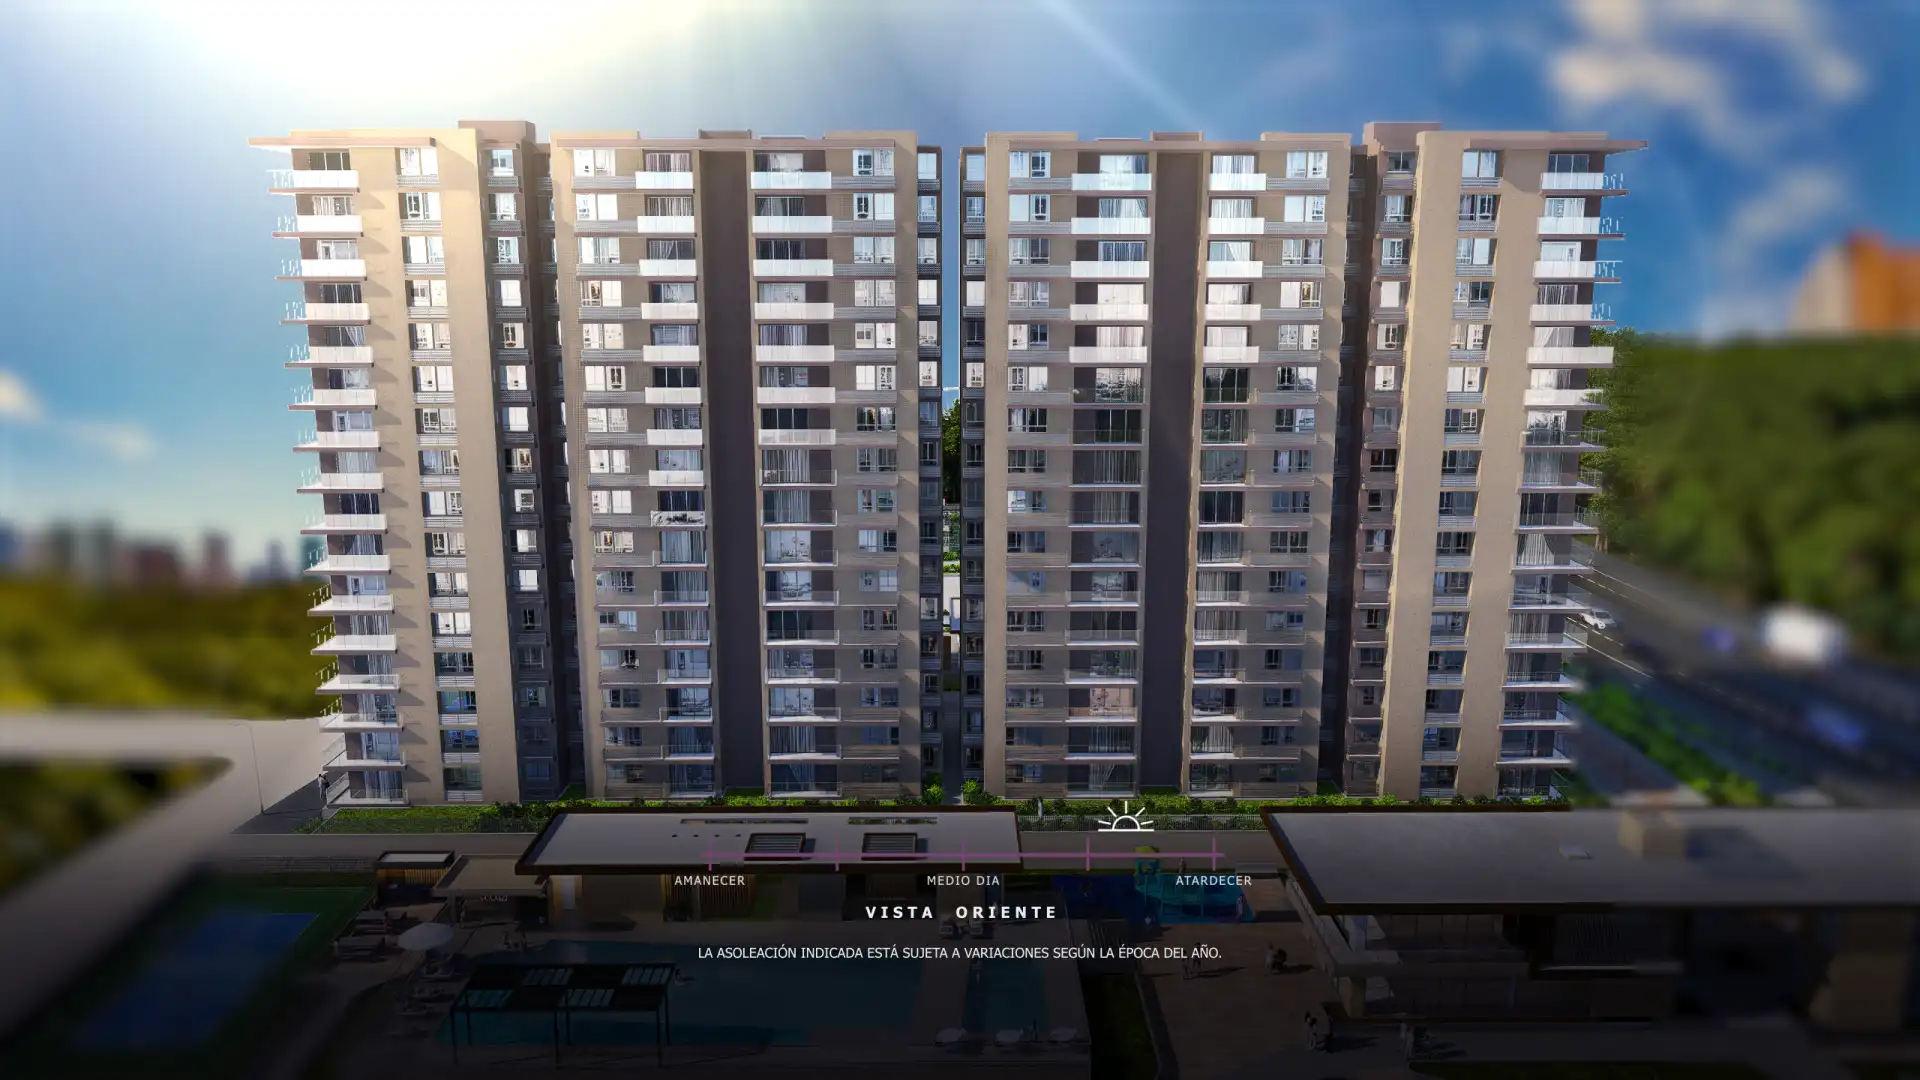 AMANECER MEDIO DIA ATARDECER
VISTA ORIENTE
LA ASOLEACIÓN INDICADA ESTÁ SUJETA A VARIACIONES SEGÚN LA ÉPOCA DEL AÑO.